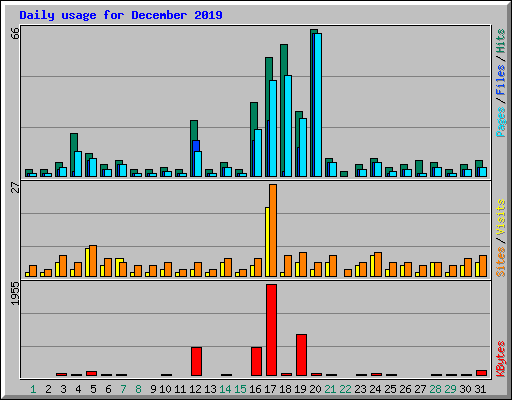 Daily usage for December 2019
66
Pages / Files / Hits
27
Sites / Visits
1955
KBytes
1 2 3 4 5 6 7 8 9 10 11 12 13 14 15 16 17 18 19 20 21 22 23 24 25 26 27 28 29 30 31